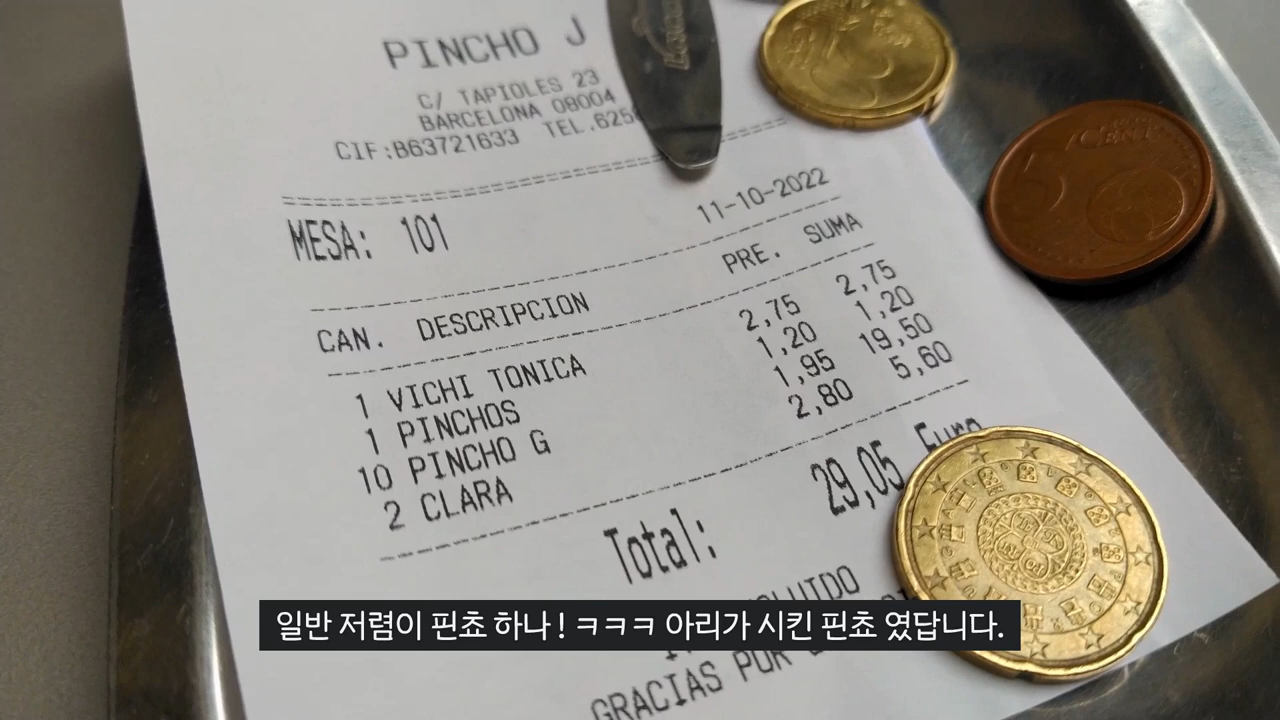 PINCHO J
C/ TAPIOLES 23
BARCELONA 08004
CIF:B63721633 TEL.625
MESA: 101
11-10-2022
CAN. DESCRIPCION PRE. SUMA
1 VICHI TONICA 2,75 2,75
1 PINCHOS 1,20 1,20
10 PINCHO G 1,95 19,50
2 CLARA 2,80 5,60
Total: 29,05 Euro
GRACIAS POR
5 CENT
일반 저렴이 핀쵸 하나 ! ㅋㅋㅋ 아리가 시킨 핀쵸 였답니다.